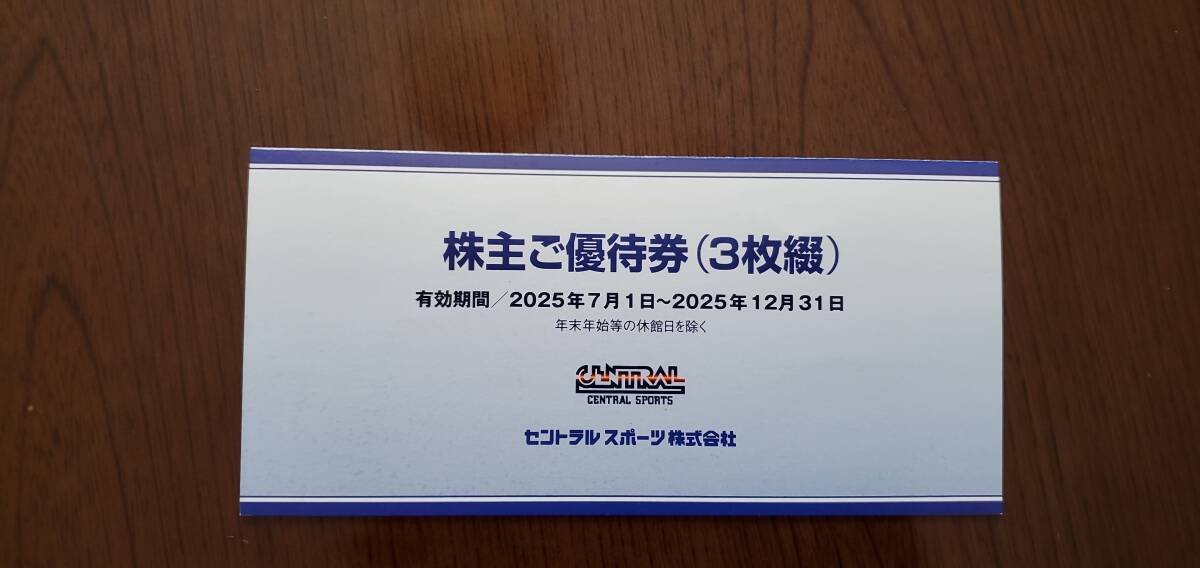 株主ご優待券(3枚綴)
有効期間/2025年7月1日~2025年12月31日
年末年始等の休館日を除く
CENTRAL
CENTRAL SPORTS
セントラルスポーツ株式会社